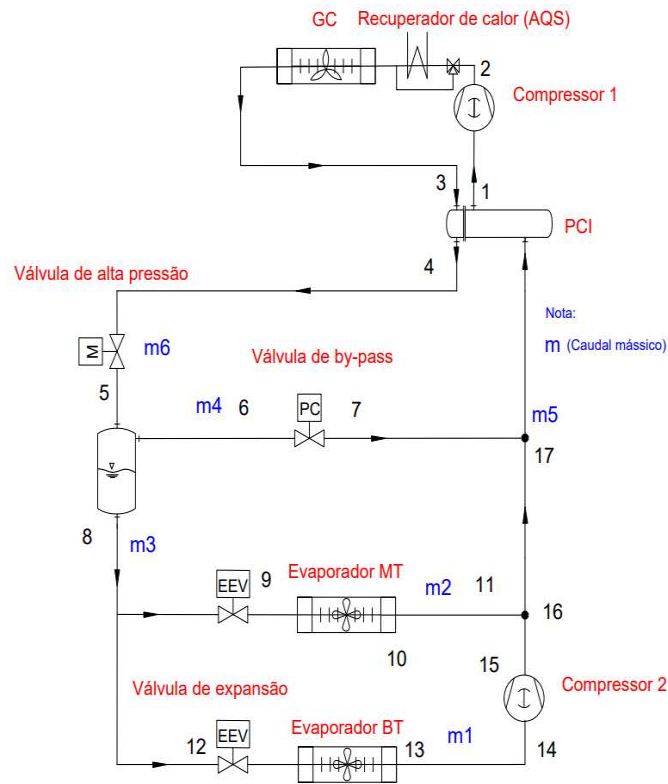 GC
Recuperador de calor (AQS)
2
Compressor 1
3
1
PCI
4
Válvula de alta pressão
Nota:
m (Caudal mássico)
M
m6
Válvula de by-pass
5
m4
6
PC
7
m5
17
8
m3
EEV
9
Evaporador MT
m2
11
16
10
15
Compressor 2
Válvula de expansão
EEV
Evaporador BT
m1
12
13
14